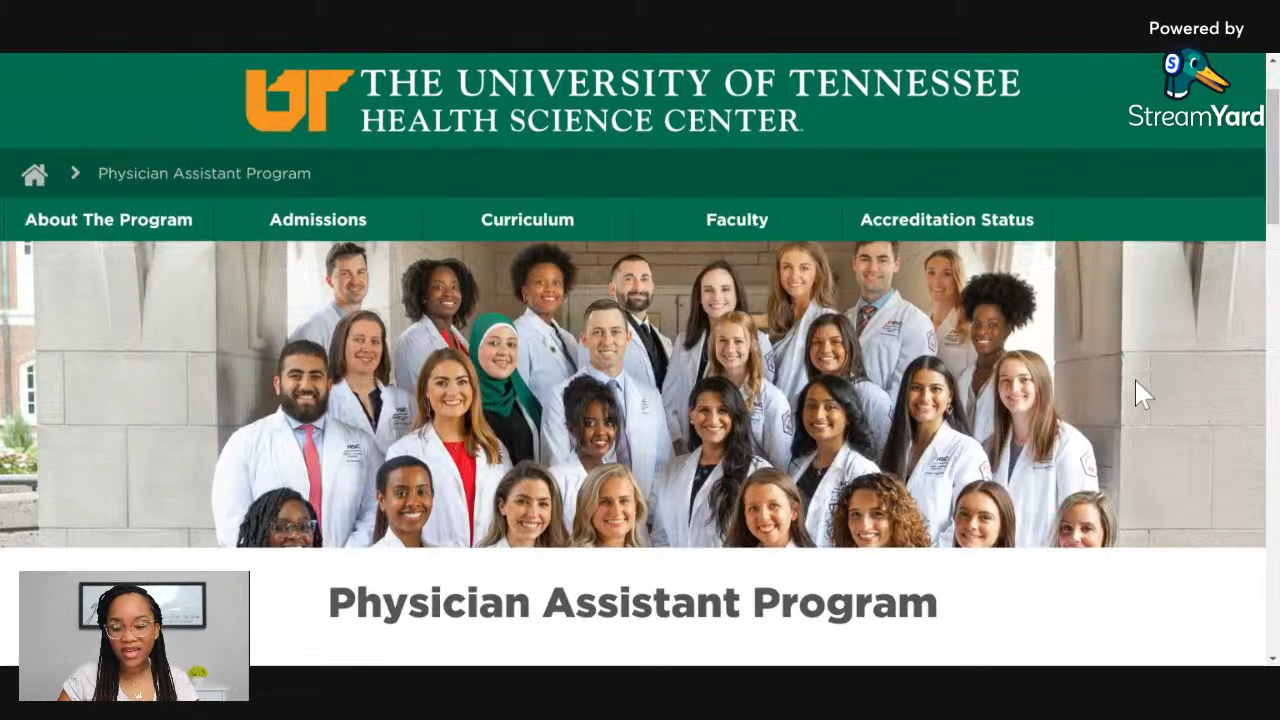 Powered by
StreamYard
UT THE UNIVERSITY OF TENNESSEE
HEALTH SCIENCE CENTER.
Physician Assistant Program
About The Program
Admissions
Curriculum
Faculty
Accreditation Status
Physician Assistant Program